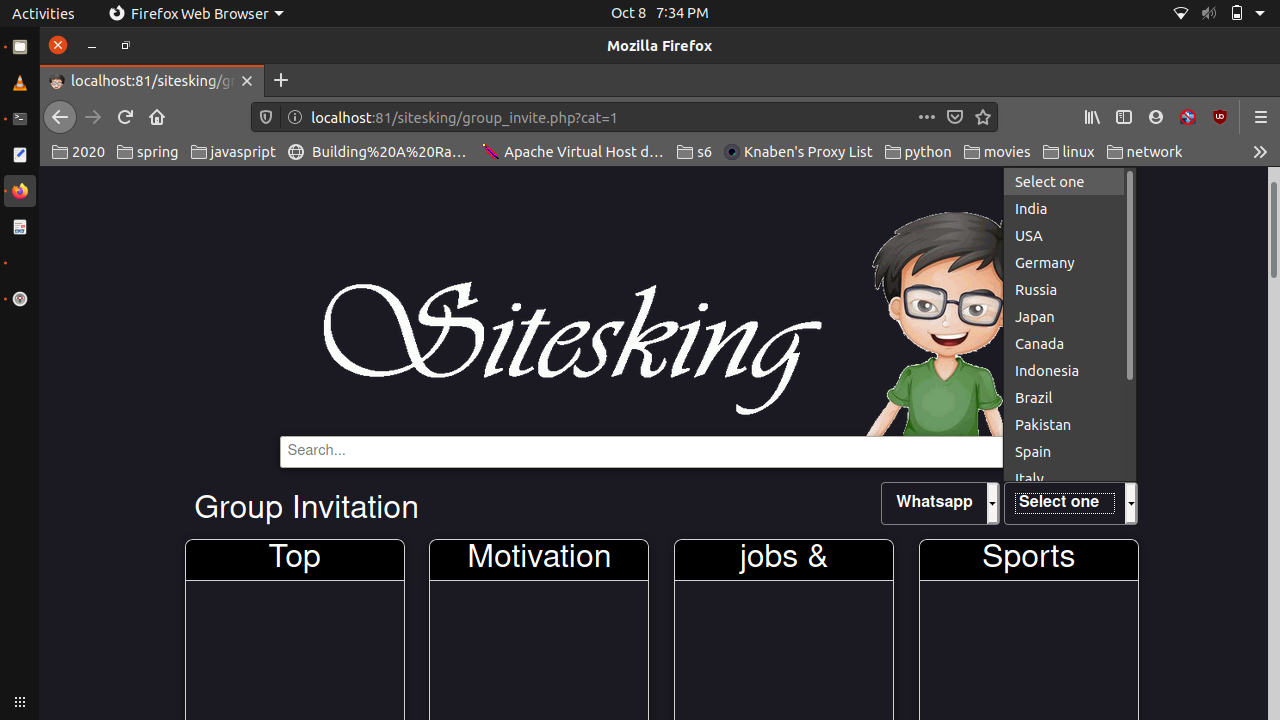 Activities Firefox Web Browser Oct 8 7:34 PM
Mozilla Firefox
localhost:81/sitesking/gr
localhost:81/sitesking/group_invite.php?cat=1
2020 spring javascript Building%20A%20Ra… Apache Virtual Host d… s6 Knaben's Proxy List python movies linux network
Select one
India
USA
Germany
Russia
Japan
Canada
Indonesia
Brazil
Pakistan
Spain
Italy
Sitesking
Search...
Group Invitation Whatsapp Select one
Top Motivation jobs & Sports